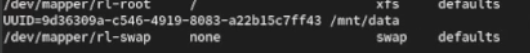 /dev/mapper/rl-root / xfs defaults
UUID=9d36309a-c546-4919-8083-a22b15c7ff43 /mnt/data
/dev/mapper/rl-swap none swap defaults